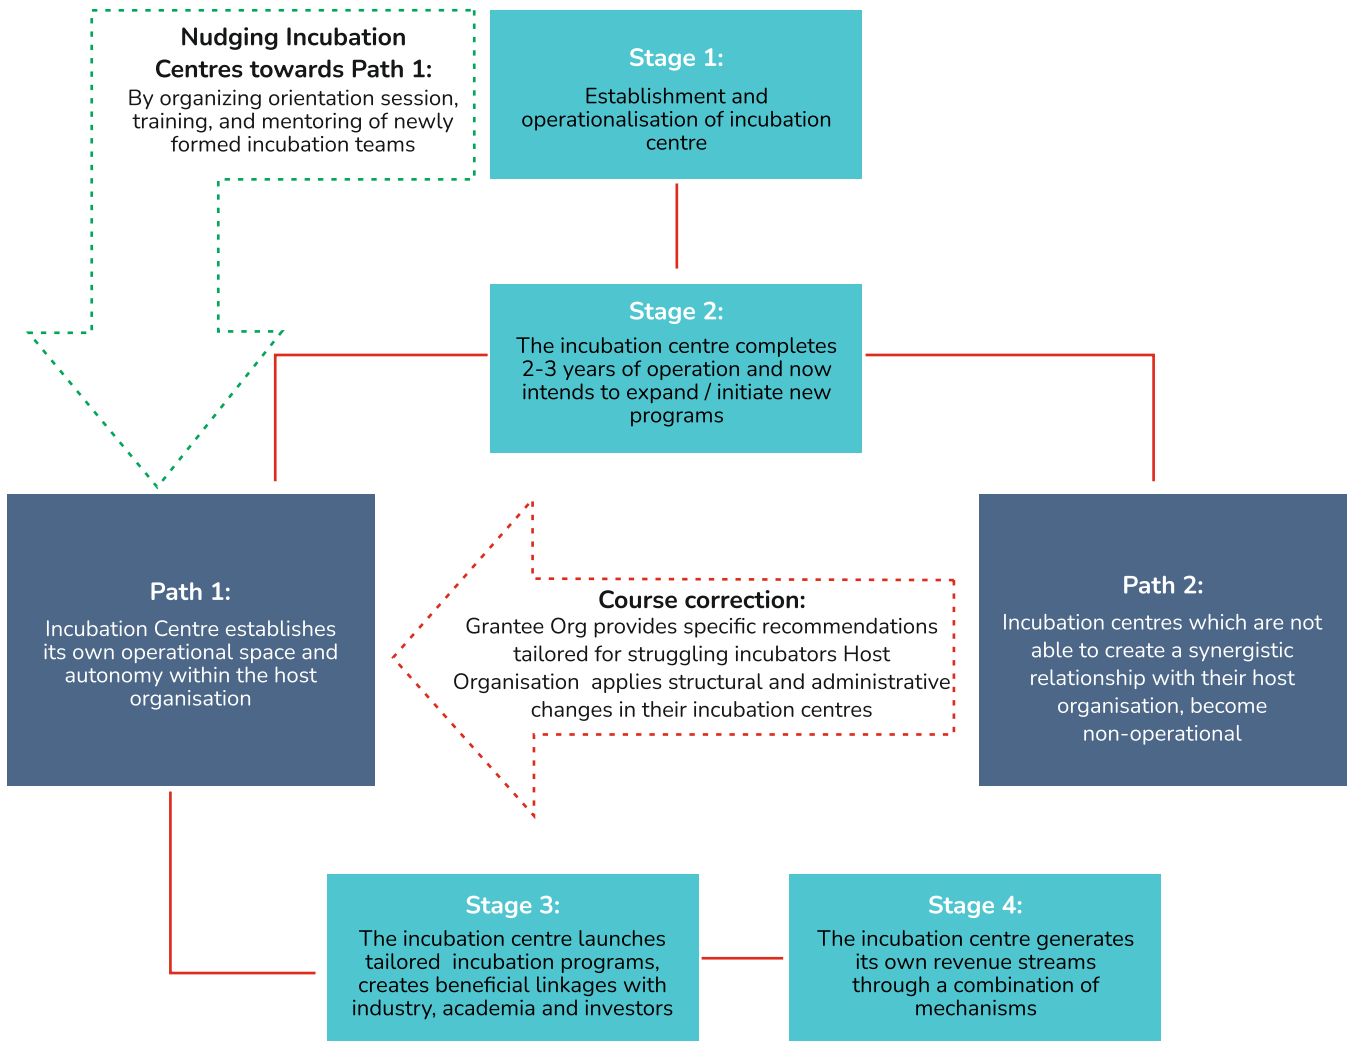 Nudging Incubation
Centres towards Path 1:
By organizing orientation session,
training, and mentoring of newly
formed incubation teams
Stage 1:
Establishment and
operationalisation of incubation
centre
Stage 2:
The incubation centre completes
2-3 years of operation and now
intends to expand / initiate new
programs
Path 1:
Incubation Centre establishes
its own operational space and
autonomy within the host
organisation
Course correction:
Grantee Org provides specific recommendations
tailored for struggling incubators Host
Organisation  applies structural and administrative
changes in their incubation centres
Path 2:
Incubation centres which are not
able to create a synergistic
relationship with their host
organisation, become
non-operational
Stage 3:
The incubation centre launches
tailored  incubation programs,
creates beneficial linkages with
industry, academia and investors
Stage 4:
The incubation centre generates
its own revenue streams
through a combination of
mechanisms